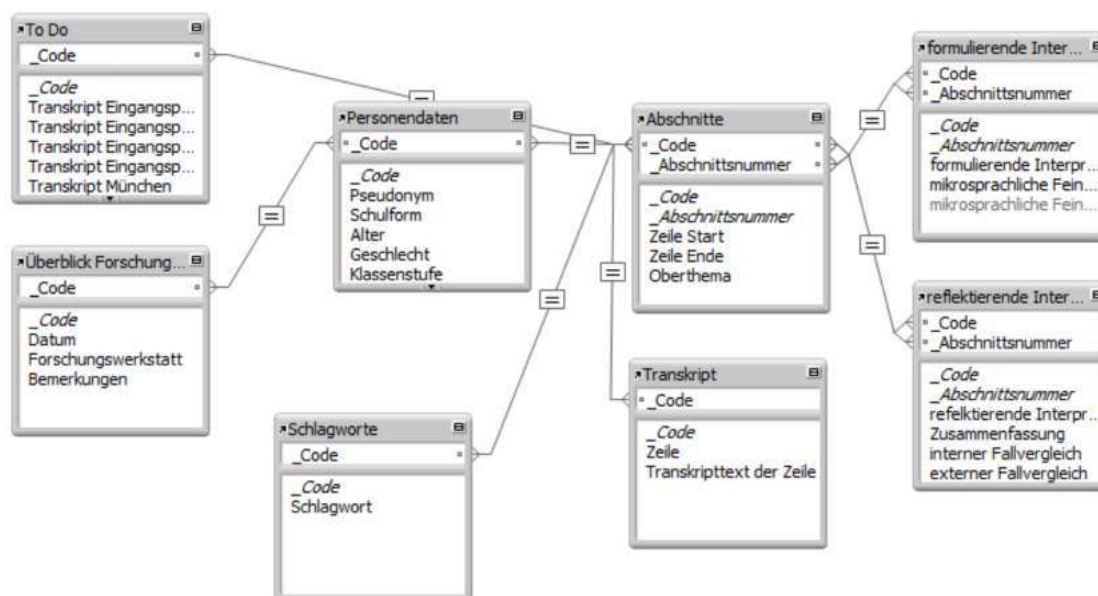 To Do
_Code
_Code
Transkript Eingangsp...
Transkript Eingangsp...
Transkript Eingangsp...
Transkript Eingangsp...
Transkript München
Überblick Forschung...
_Code
_Code
Datum
Forschungswerkstatt
Bemerkungen
Personendaten
_Code
_Code
Pseudonym
Schulform
Alter
Geschlecht
Klassenstufe
Schlagworte
_Code
_Code
Schlagwort
Abschnitte
_Code
_Abschnittsnummer
_Code
_Abschnittsnummer
Zeile Start
Zeile Ende
Oberthema
Transkript
_Code
_Code
Zeile
Transkripttext der Zeile
formulierende Inter...
_Code
_Abschnittsnummer
_Code
_Abschnittsnummer
formulierende Interpr...
mikrosprachliche Fein...
mikrosprachliche Fein...
reflektierende Inter...
_Code
_Abschnittsnummer
_Code
_Abschnittsnummer
refelktierende Interpr...
Zusammenfassung
interner Fallvergleich
externer Fallvergleich